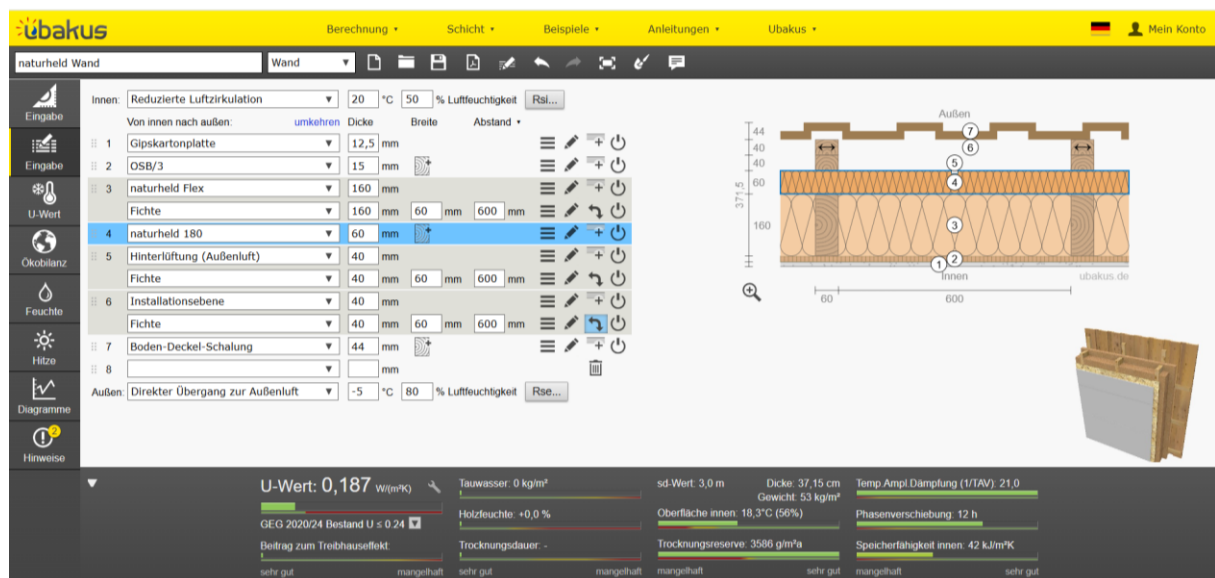 übakus
Berechnung
Schicht
Beispiele
Anleitungen
Ubakus
Mein Konto
naturheld Wand
Wand
Eingabe
Eingabe
U-Wert
Ökobilanz
Feuchte
Hitze
Diagramme
2
Hinweise
Innen: Reduzierte Luftzirkulation 20 °C 50 % Luftfeuchtigkeit Rsi...
Von innen nach außen: umkehren Dicke Breite Abstand
1 Gipskartonplatte 12,5 mm
2 OSB/3 15 mm
3 naturheld Flex 160 mm
Fichte 160 mm 60 mm 600 mm
4 naturheld 180 60 mm
5 Hinterlüftung (Außenluft) 40 mm
Fichte 40 mm 60 mm 600 mm
6 Installationsebene 40 mm
Fichte 40 mm 60 mm 600 mm
7 Boden-Deckel-Schalung 44 mm
8 mm
Außen: Direkter Übergang zur Außenluft -5 °C 80 % Luftfeuchtigkeit Rse...
Außen
44
7
40
6
40
5
371,5
60
4
160
3
2
1
Innen
ubakus.de
60
600
U-Wert: 0,187 W/(m²K)
GEG 2020/24 Bestand U ≤ 0.24
Beitrag zum Treibhauseffekt:
sehr gut mangelhaft
Tauwasser: 0 kg/m²
Holzfeuchte: +0,0 %
Trocknungsdauer: -
sehr gut mangelhaft
sd-Wert: 3,0 m Dicke: 37,15 cm
Gewicht: 53 kg/m²
Oberfläche innen: 18,3°C (56%)
Trocknungsreserve: 3586 g/m²a
mangelhaft sehr gut
Temp.Ampl.Dämpfung (1/TAV): 21,0
Phasenverschiebung: 12 h
Speicherfähigkeit innen: 42 kJ/m²K
mangelhaft sehr gut